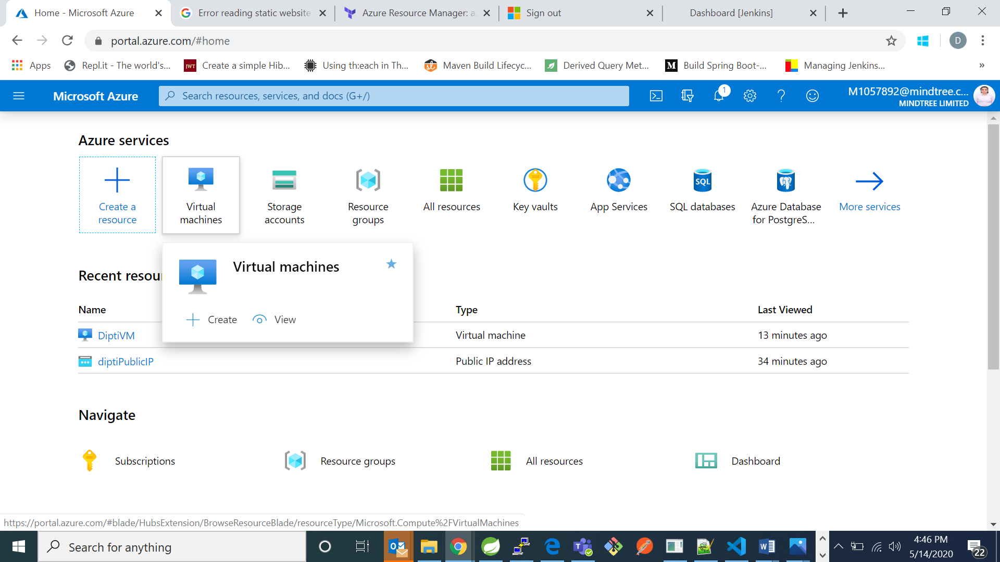 Home - Microsoft Azure
Error reading static website
Azure Resource Manager: a
Sign out
Dashboard [Jenkins]
portal.azure.com/#home
D
Apps
Repl.it - The world's...
JWT
Create a simple Hib...
Using th:each in Th...
Maven Build Lifecyc...
Derived Query Met...
M
Build Spring Boot-...
Managing Jenkins...
»
Microsoft Azure
Search resources, services, and docs (G+/)
1
M1057892@mindtree.c...
MINDTREE LIMITED
Azure services
Create a
resource
Virtual
machines
Storage
accounts
Resource
groups
All resources
Key vaults
App Services
SQL
SQL databases
Azure Database
for PostgreS...
More services
Virtual machines
Create
View
Recent resou
Name
Type
Last Viewed
DiptiVM
Virtual machine
13 minutes ago
diptiPublicIP
Public IP address
34 minutes ago
Navigate
Subscriptions
Resource groups
All resources
Dashboard
https://portal.azure.com/#blade/HubsExtension/BrowseResourceBlade/resourceType/Microsoft.Compute%2FVirtualMachines
Search for anything
4:46 PM
5/14/2020
22